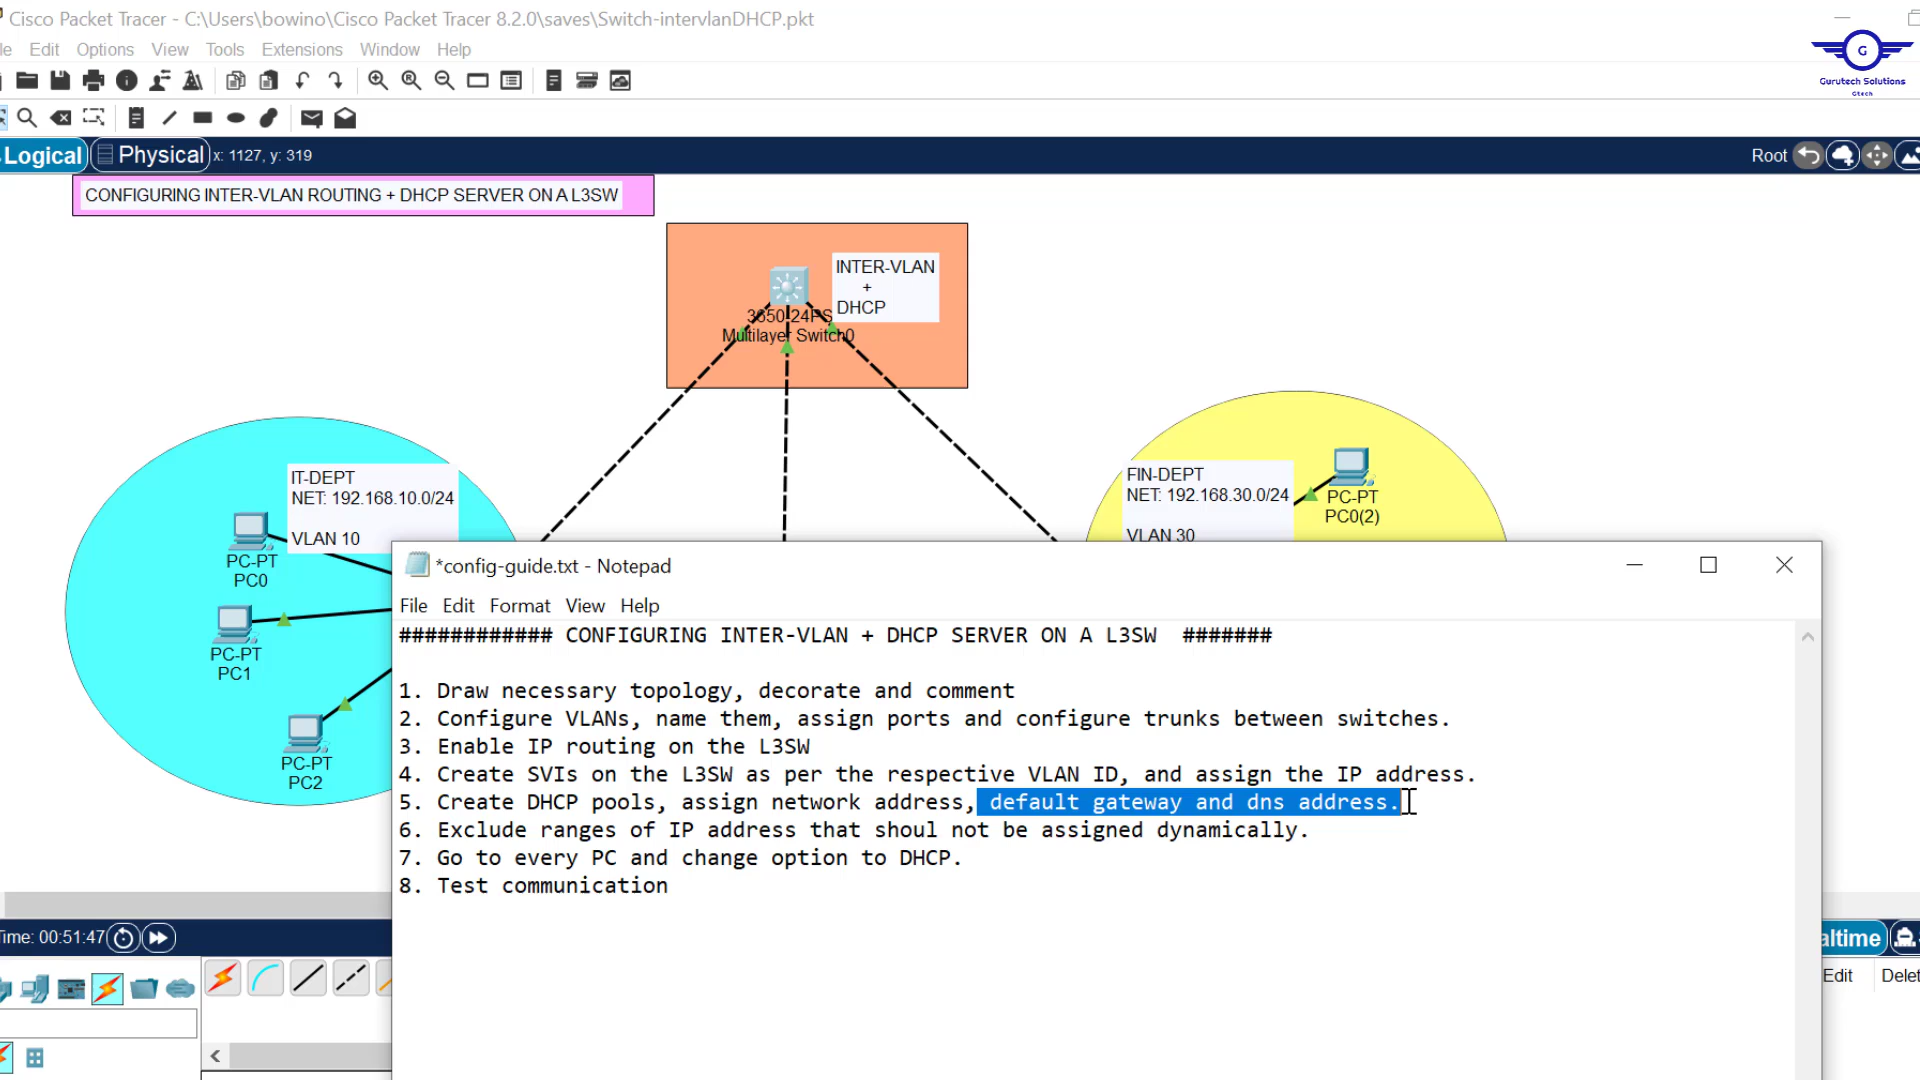 Cisco Packet Tracer - C:\Users\bowino\Cisco Packet Tracer 8.2.0\saves\Switch-intervlanDHCP.pkt
le Edit Options View Tools Extensions Window Help
G
Gurutech Solutions
Gtech
Logical
Physical
x: 1127, y: 319
Root
CONFIGURING INTER-VLAN ROUTING + DHCP SERVER ON A L3SW
INTER-VLAN
+
DHCP
3650-24PS
Multilayer Switch0
IT-DEPT
NET: 192.168.10.0/24
VLAN 10
PC-PT
PC0
PC-PT
PC1
PC-PT
PC2
FIN-DEPT
NET: 192.168.30.0/24
VLAN 30
PC-PT
PC0(2)
*config-guide.txt - Notepad
File Edit Format View Help
############ CONFIGURING INTER-VLAN + DHCP SERVER ON A L3SW #######
1. Draw necessary topology, decorate and comment
2. Configure VLANs, name them, assign ports and configure trunks between switches.
3. Enable IP routing on the L3SW
4. Create SVIs on the L3SW as per the respective VLAN ID, and assign the IP address.
5. Create DHCP pools, assign network address, default gateway and dns address.
6. Exclude ranges of IP address that shoul not be assigned dynamically.
7. Go to every PC and change option to DHCP.
8. Test communication
Time: 00:51:47
altime
Edit Delet